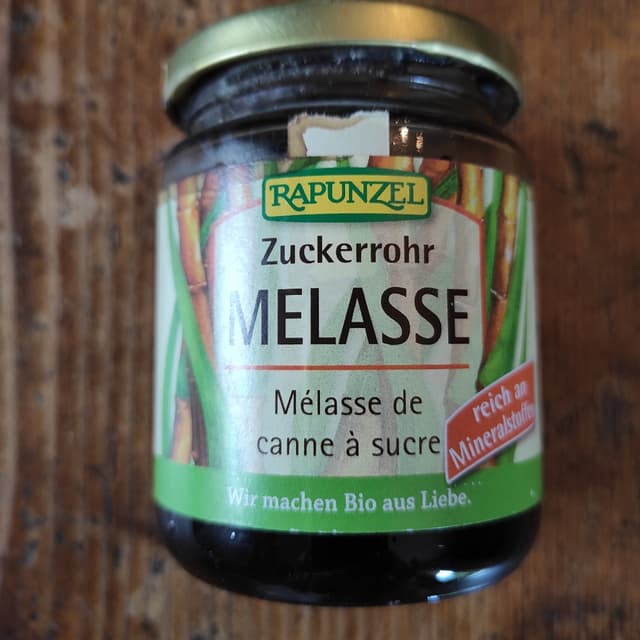 RAPUNZEL
Zuckerrohr
MELASSE
Mélasse de
canne à sucre
reich an
Mineralstoffen
Wir machen Bio aus Liebe.